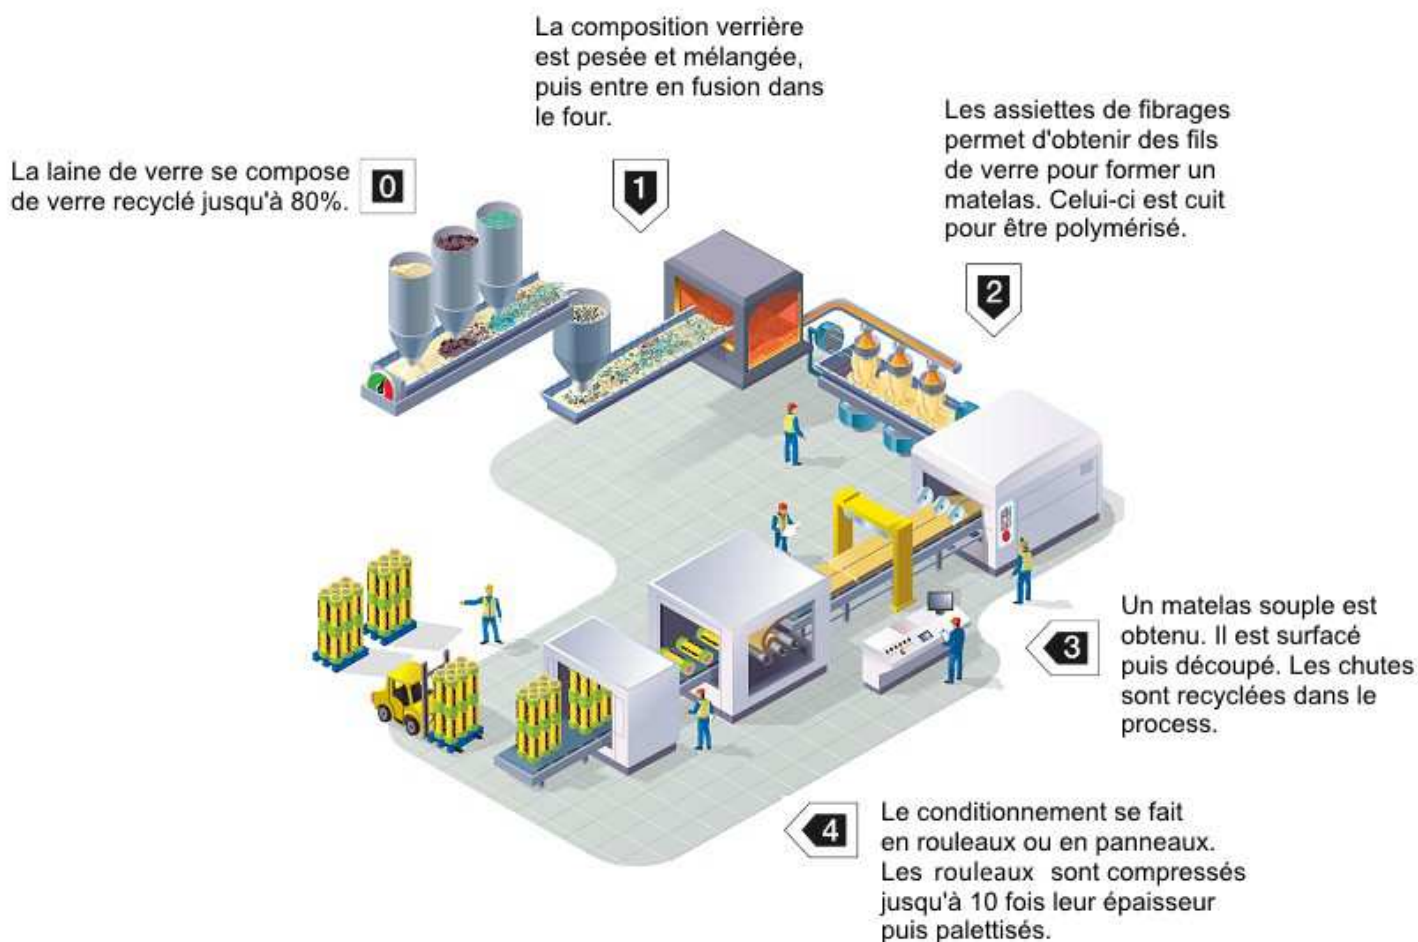 La laine de verre se compose
de verre recyclé jusqu'à 80%.
0
La composition verrière
est pesée et mélangée,
puis entre en fusion dans
le four.
1
Les assiettes de fibrages
permet d'obtenir des fils
de verre pour former un
matelas. Celui-ci est cuit
pour être polymérisé.
2
3
Un matelas souple est
obtenu. Il est surfacé
puis découpé. Les chutes
sont recyclées dans le
process.
4
Le conditionnement se fait
en rouleaux ou en panneaux.
Les rouleaux sont compressés
jusqu'à 10 fois leur épaisseur
puis palettisés.